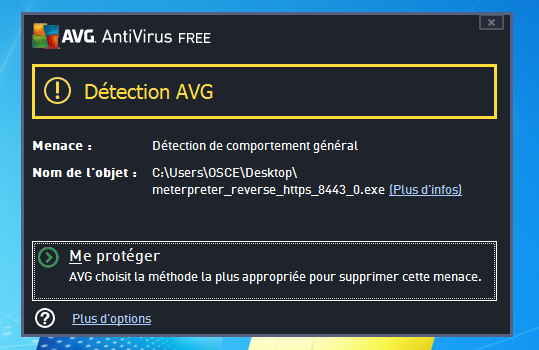 AVG. AntiVirus FREE
Détection AVG
Menace : Détection de comportement général
Nom de l'objet : C:\Users\OSCE\Desktop\
meterpreter_reverse_https_8443_0.exe (Plus d'infos)
Me protéger
AVG choisit la méthode la plus appropriée pour supprimer cette menace.
? Plus d'options